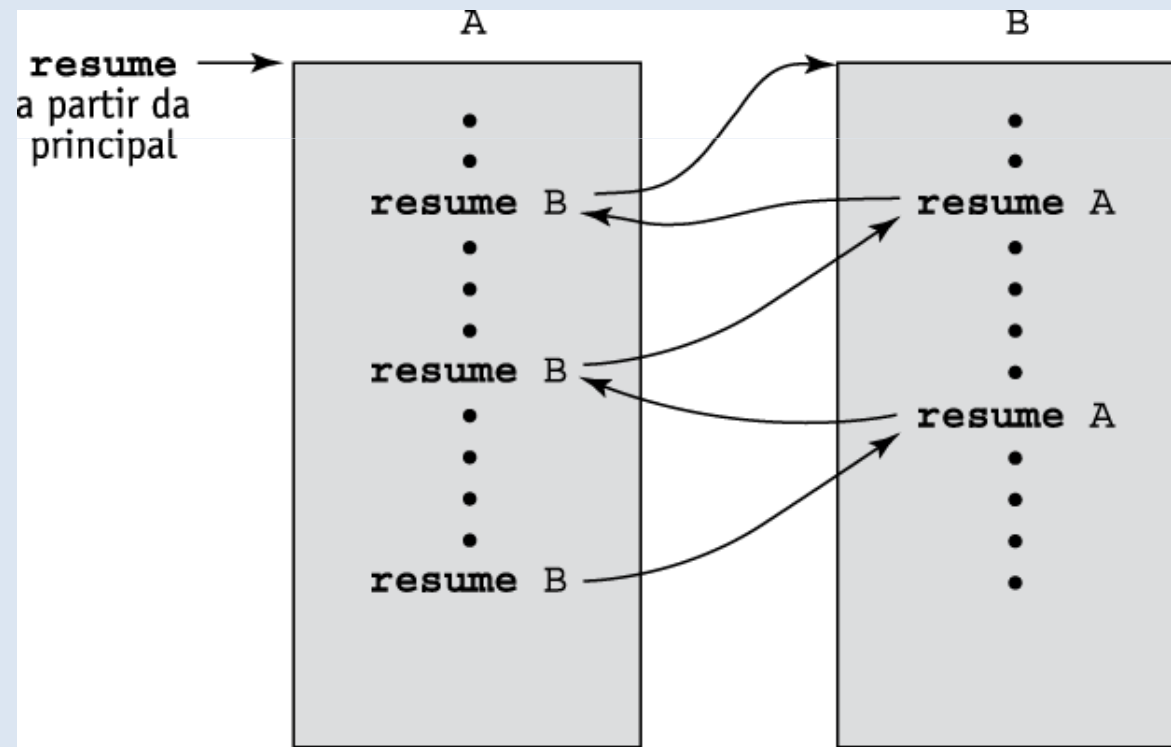 A
B
resume
a partir da
principal
resume B
resume B
resume B
resume A
resume A